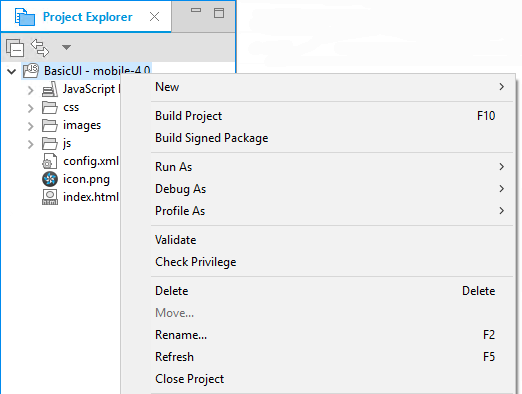 Project Explorer
BasicUI - mobile-4.0
JavaScript
css
images
js
config.xml
icon.png
index.html
New
Build Project F10
Build Signed Package
Run As
Debug As
Profile As
Validate
Check Privilege
Delete Delete
Move...
Rename... F2
Refresh F5
Close Project